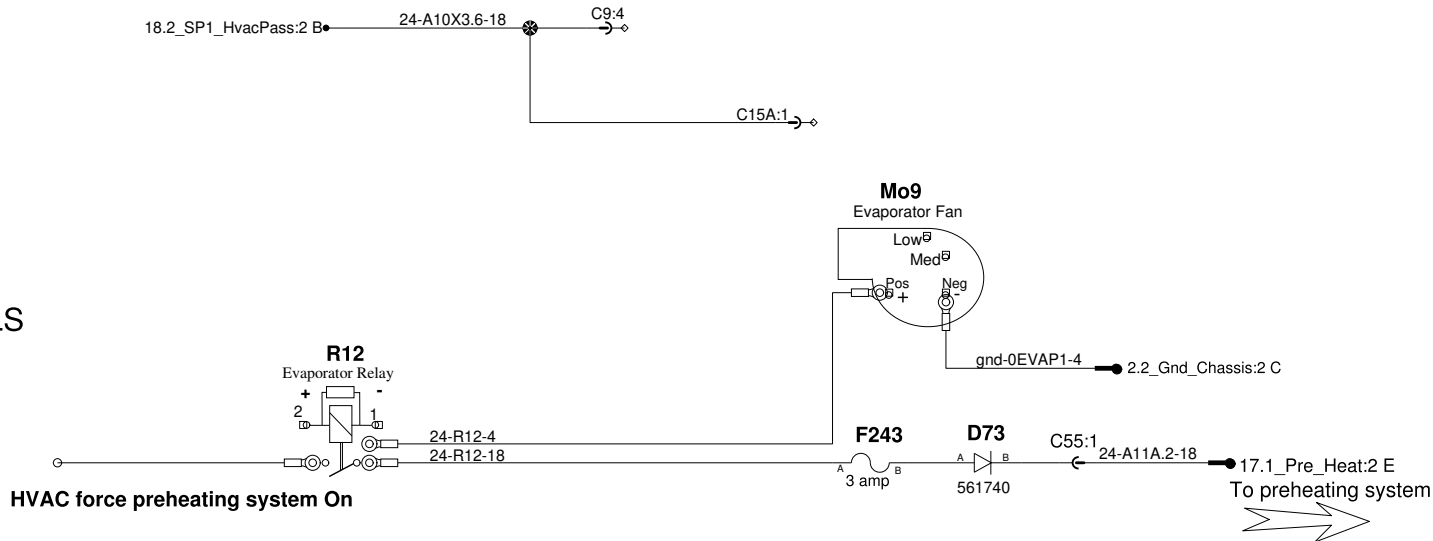 18.2_SP1_HvacPass:2 B
24-A10X3.6-18
C9:4
C15A:1
Mo9
Evaporator Fan
Low
Med
Pos
Neg
+
-
LS
gnd-0EVAP1-4
2.2_Gnd_Chassis:2 C
R12
Evaporator Relay
+
-
2
1
24-R12-4
24-R12-18
F243
A
B
3 amp
D73
A
B
561740
C55:1
24-A11A.2-18
17.1_Pre_Heat:2 E
To preheating system
HVAC force preheating system On